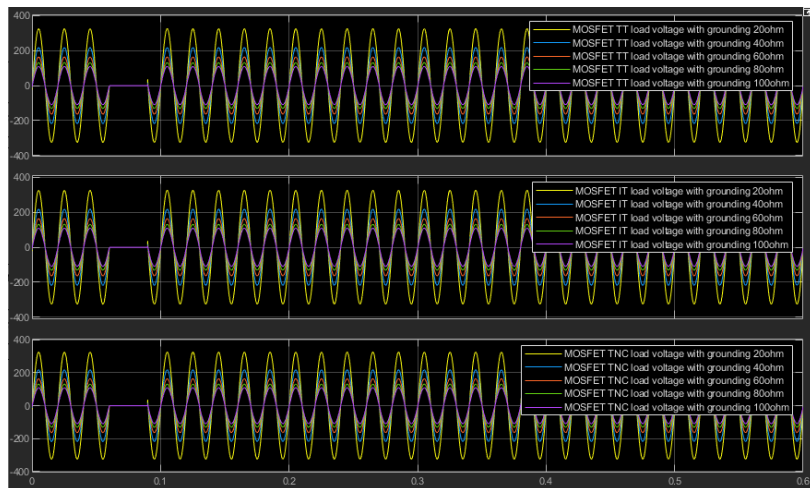 400
200
0
-200
-400
MOSFET TT load voltage with grounding 20ohm
MOSFET TT load voltage with grounding 40ohm
MOSFET TT load voltage with grounding 60ohm
MOSFET TT load voltage with grounding 80ohm
MOSFET TT load voltage with grounding 100ohm
400
200
0
-200
-400
MOSFET IT load voltage with grounding 20ohm
MOSFET IT load voltage with grounding 40ohm
MOSFET IT load voltage with grounding 60ohm
MOSFET IT load voltage with grounding 80ohm
MOSFET IT load voltage with grounding 100ohm
400
200
0
-200
-400
MOSFET TNC load voltage with grounding 20ohm
MOSFET TNC load voltage with grounding 40ohm
MOSFET TNC load voltage with grounding 60ohm
MOSFET TNC load voltage with grounding 80ohm
MOSFET TNC load voltage with grounding 100ohm
0 0.1 0.2 0.3 0.4 0.5 0.6